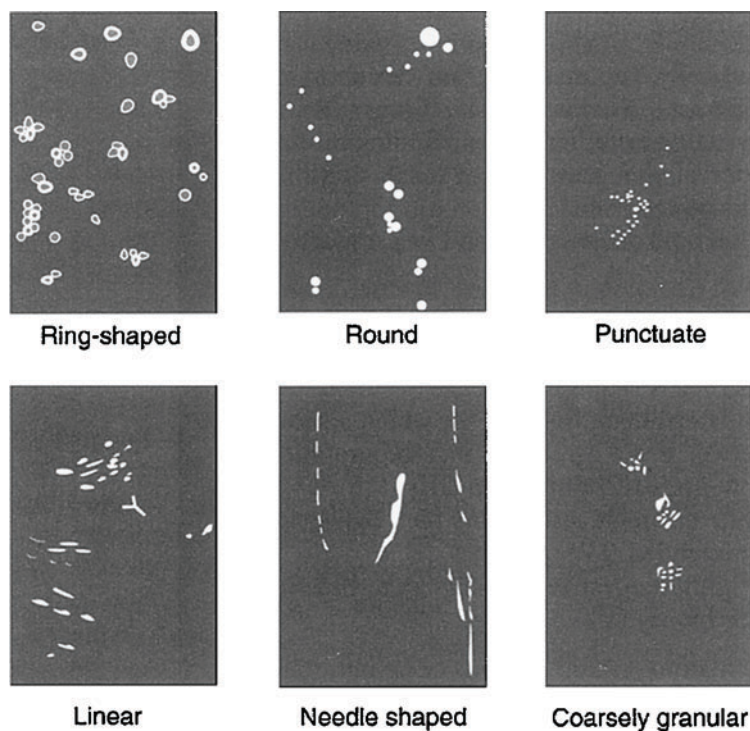 Ring-shaped
Round
Punctuate
Linear
Needle shaped
Coarsely granular